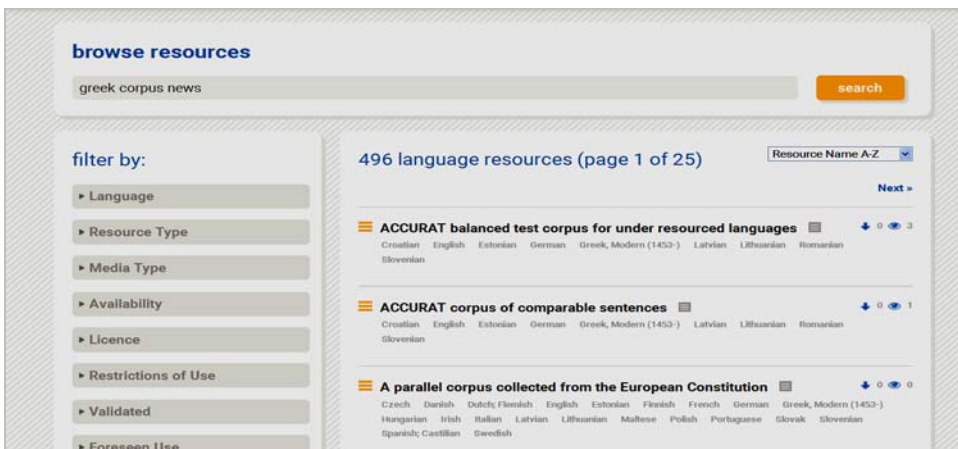 browse resources
greek corpus news
search
filter by:
▸ Language
▸ Resource Type
▸ Media Type
▸ Availability
▸ Licence
▸ Restrictions of Use
▸ Validated
▸ Foreseen Use
496 language resources (page 1 of 25)
Resource Name A-Z
Next »
ACCURAT balanced test corpus for under resourced languages 0 3
Croatian English Estonian German Greek, Modern (1453-) Latvian Lithuanian Romanian
Slovenian
ACCURAT corpus of comparable sentences 0 1
Croatian English Estonian German Greek, Modern (1453-) Latvian Lithuanian Romanian
Slovenian
A parallel corpus collected from the European Constitution 0 0
Czech Danish Dutch; Flemish English Estonian Finnish French German Greek, Modern (1453-)
Hungarian Irish Italian Latvian Lithuanian Maltese Polish Portuguese Slovak Slovenian
Spanish; Castilian Swedish